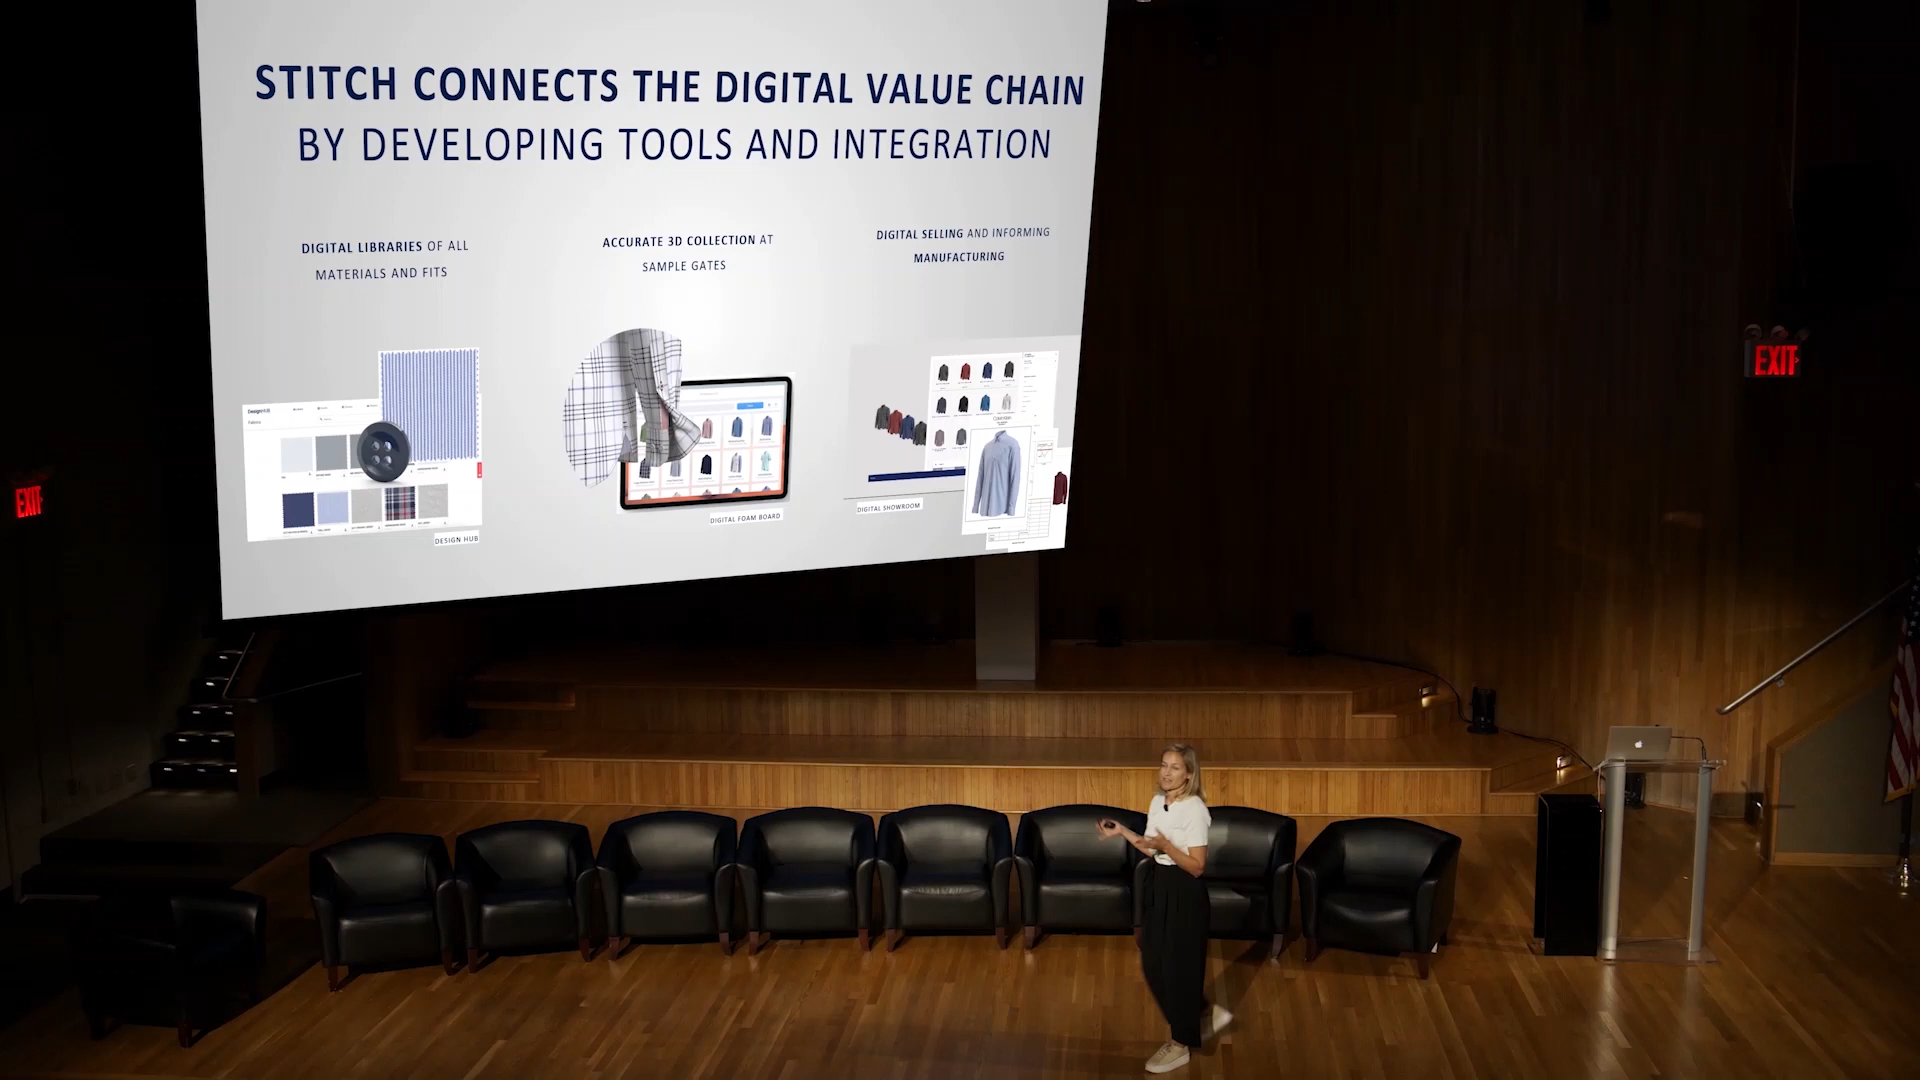 STITCH CONNECTS THE DIGITAL VALUE CHAIN
BY DEVELOPING TOOLS AND INTEGRATION
DIGITAL LIBRARIES OF ALL
MATERIALS AND FITS
ACCURATE 3D COLLECTION AT
SAMPLE GATES
DIGITAL SELLING AND INFORMING
MANUFACTURING
DESIGN HUB
DIGITAL FOAM BOARD
DIGITAL SHOWROOM
EXIT
EXIT